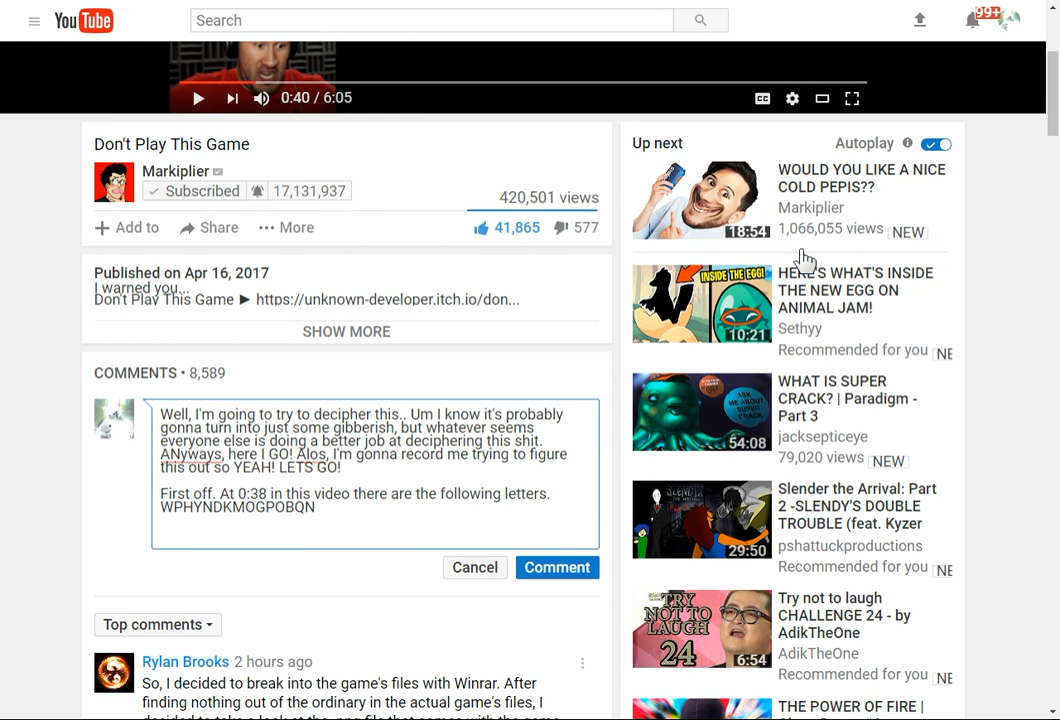 YouTube
Search
99+
0:40 / 6:05
CC
Don't Play This Game
Markiplier
Subscribed 17,131,937
420,501 views
Add to Share More 41,865 577
Published on Apr 16, 2017
I warned you...
Don't Play This Game ► https://unknown-developer.itch.io/don...
SHOW MORE
COMMENTS • 8,589
Well, I'm going to try to decipher this.. Um I know it's probably
gonna turn into just some gibberish, but whatever seems
everyone else is doing a better job at deciphering this shit.
ANyways, here I GO! Alos, I'm gonna record me trying to figure
this out so YEAH! LETS GO!
First off. At 0:38 in this video there are the following letters.
WPHYNDKMOGPOBQN
Cancel Comment
Top comments
Rylan Brooks 2 hours ago
So, I decided to break into the game's files with Winrar. After
finding nothing out of the ordinary in the actual game's files, I
Up next Autoplay
18:54
WOULD YOU LIKE A NICE
COLD PEPIS??
Markiplier
1,066,055 views NEW
INSIDE THE EGG!
10:21
HERE'S WHAT'S INSIDE
THE NEW EGG ON
ANIMAL JAM!
Sethyy
Recommended for you NE
ASK ME ABOUT SUPER CRACK?
54:08
WHAT IS SUPER
CRACK? | Paradigm -
Part 3
jacksepticeye
79,020 views NEW
SLENDER
29:50
Slender the Arrival: Part
2 -SLENDY'S DOUBLE
TROUBLE (feat. Kyzer
pshattuckproductions
Recommended for you NE
TRY
NOT TO
LAUGH
24
6:54
Try not to laugh
CHALLENGE 24 - by
AdikTheOne
AdikTheOne
Recommended for you NE
THE POWER OF FIRE |